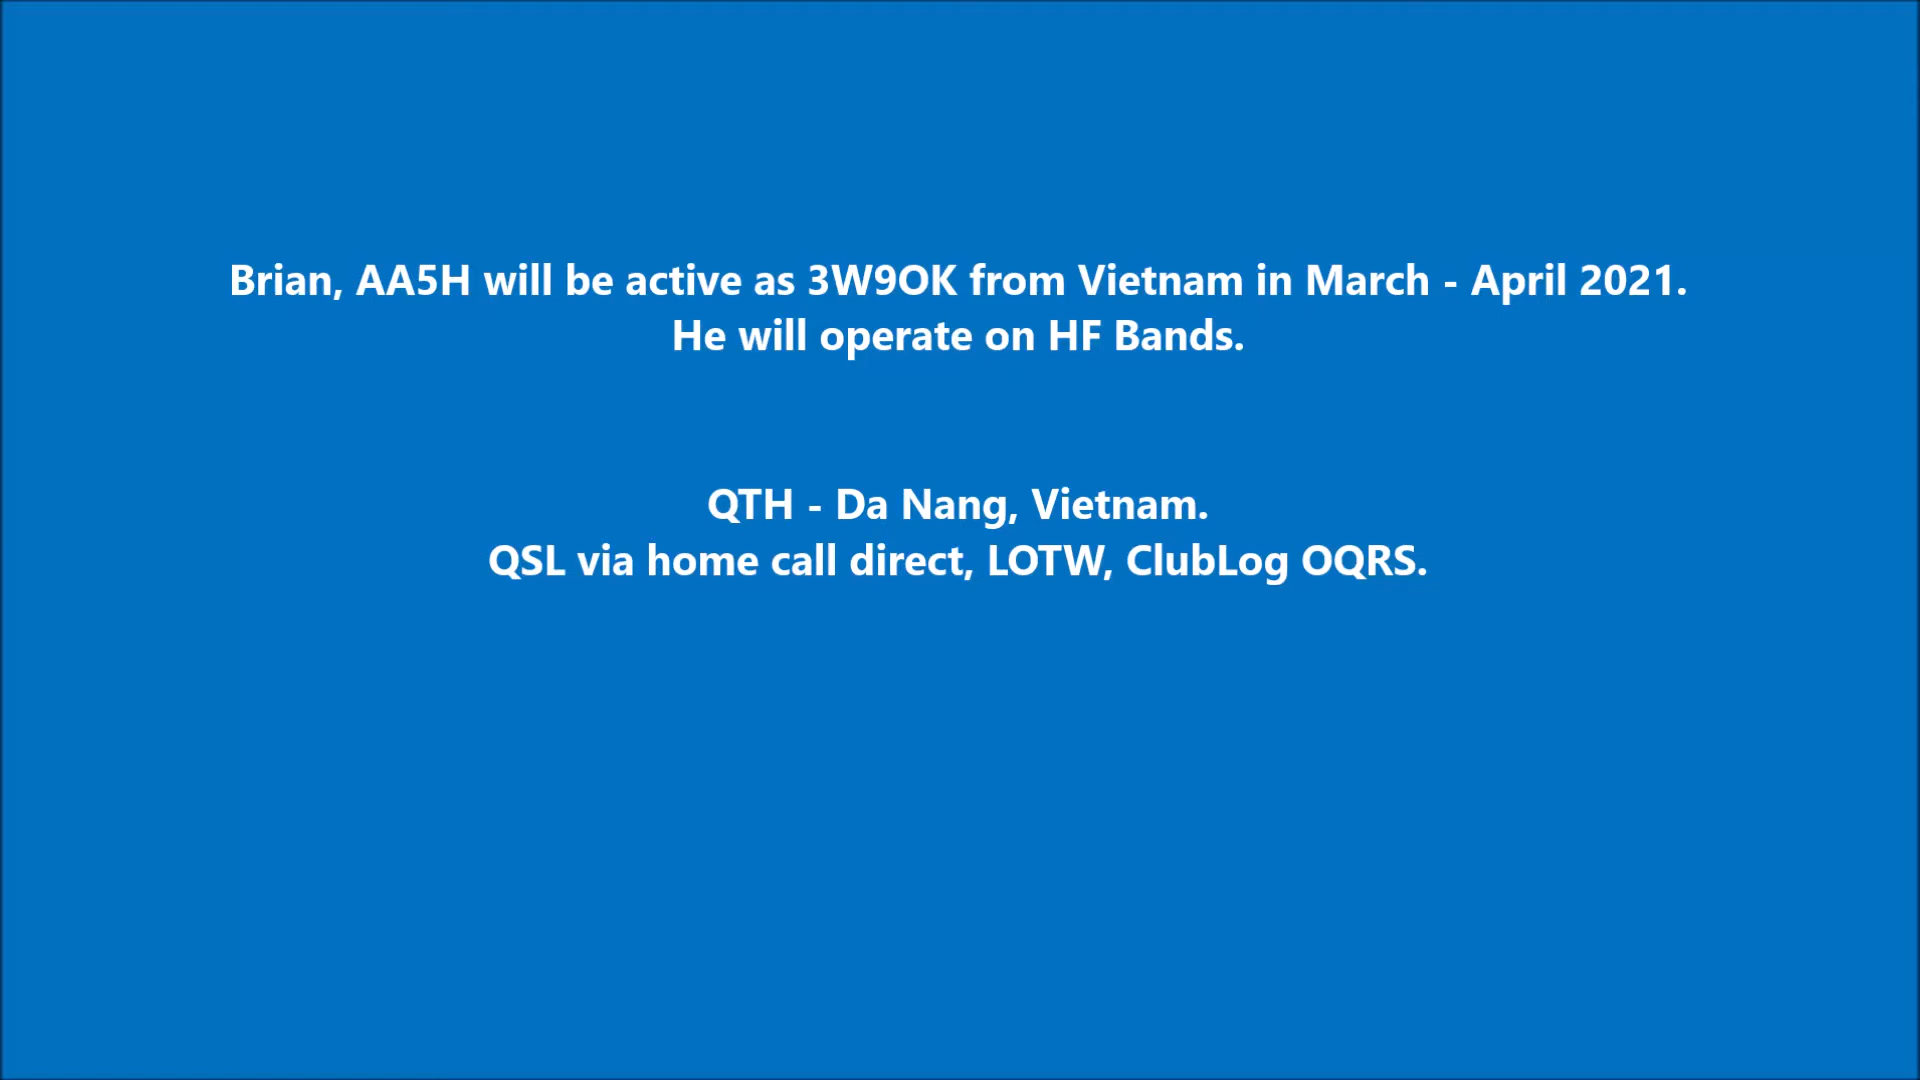 Brian, AA5H will be active as 3W9OK from Vietnam in March - April 2021.
He will operate on HF Bands.
QTH - Da Nang, Vietnam.
QSL via home call direct, LOTW, ClubLog OQRS.